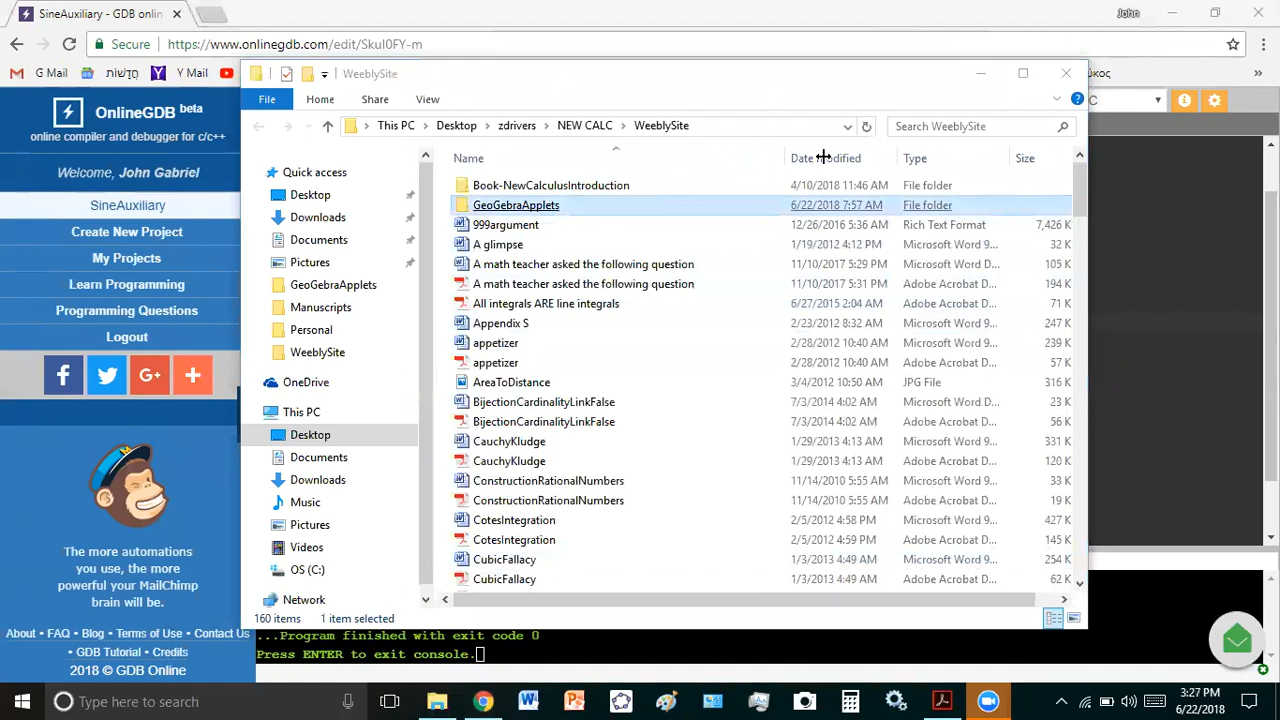 SineAuxiliary - GDB onlin
John
Secure
https://www.onlinegdb.com/edit/Skul0FY-m
G Mail
חֲדָשׁוֹת
Y Mail
WeeblySite
OnlineGDB beta
online compiler and debugger for c/c++
Welcome, John Gabriel
SineAuxiliary
Create New Project
My Projects
Learn Programming
Programming Questions
Logout
The more automations
you use, the more
powerful your MailChimp
brain will be.
About • FAQ • Blog • Terms of Use • Contact Us
• GDB Tutorial • Credits
2018 © GDB Online
File
Home
Share
View
This PC
Desktop
zdrivers
NEW CALC
WeeblySite
Search WeeblySite
Quick access
Desktop
Downloads
Documents
Pictures
GeoGebraApplets
Manuscripts
Personal
WeeblySite
OneDrive
This PC
Desktop
Documents
Downloads
Music
Pictures
Videos
OS (C:)
Network
Name Date modified Type Size
Book-NewCalculusIntroduction 4/10/2018 11:46 AM File folder
GeoGebraApplets 6/22/2018 7:57 AM File folder
999argument 12/26/2016 5:36 AM Rich Text Format 7,426 K
A glimpse 1/19/2012 4:12 PM Microsoft Word 9... 32 K
A math teacher asked the following question 11/10/2017 5:29 PM Microsoft Word D... 105 K
A math teacher asked the following question 11/10/2017 5:31 PM Adobe Acrobat D... 194 K
All integrals ARE line integrals 6/27/2015 2:04 AM Adobe Acrobat D... 71 K
Appendix S 2/23/2012 8:32 AM Microsoft Word 9... 247 K
appetizer 2/28/2012 10:40 AM Microsoft Word 9... 239 K
appetizer 2/28/2012 10:40 AM Adobe Acrobat D... 57 K
AreaToDistance 3/4/2012 10:50 AM JPG File 316 K
BijectionCardinalityLinkFalse 7/3/2014 4:02 AM Microsoft Word D... 23 K
BijectionCardinalityLinkFalse 7/3/2014 4:02 AM Adobe Acrobat D... 56 K
CauchyKludge 1/29/2013 4:13 AM Microsoft Word 9... 331 K
CauchyKludge 1/29/2013 4:13 AM Adobe Acrobat D... 120 K
ConstructionRationalNumbers 11/14/2010 5:55 AM Microsoft Word 9... 33 K
ConstructionRationalNumbers 11/14/2010 5:55 AM Adobe Acrobat D... 19 K
CotesIntegration 2/5/2012 4:58 PM Microsoft Word 9... 427 K
CotesIntegration 2/5/2012 4:59 PM Adobe Acrobat D... 145 K
CubicFallacy 1/3/2013 4:49 AM Microsoft Word 9... 254 K
CubicFallacy 1/3/2013 4:49 AM Adobe Acrobat D... 62 K
160 items 1 item selected
...Program finished with exit code 0
Press ENTER to exit console.
Type here to search
3:27 PM
6/22/2018